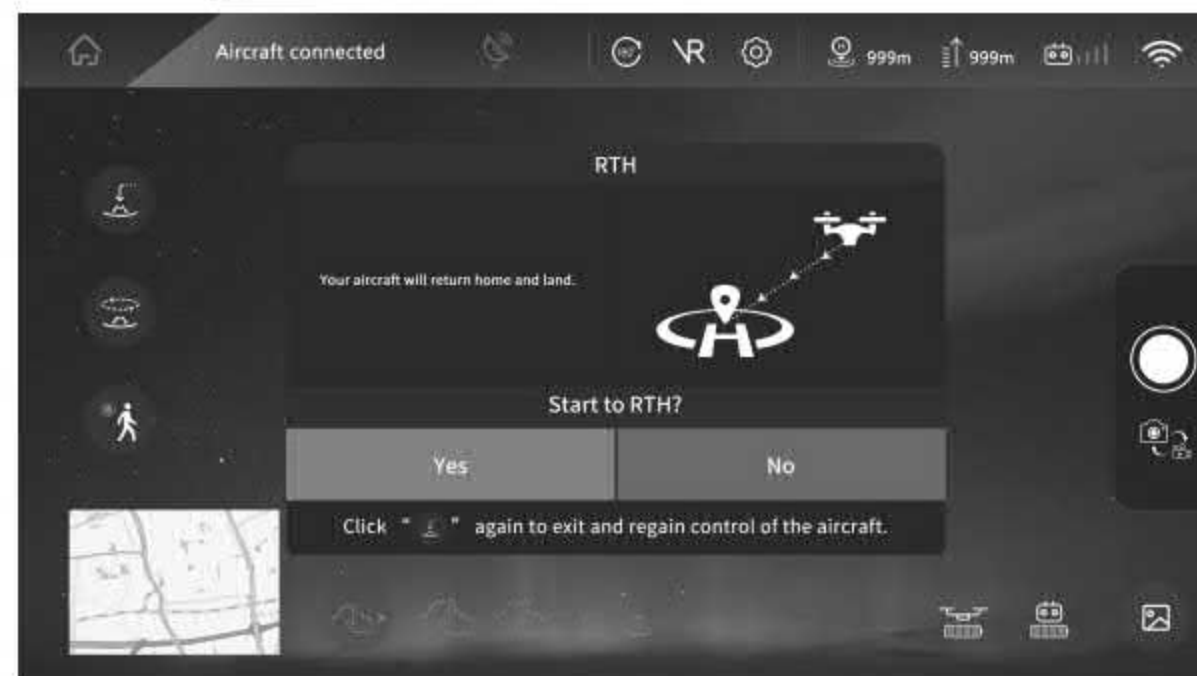 Aircraft connected
VR
999m
999m
RTH
Your aircraft will return home and land.
Start to RTH?
Yes
No
Click “ ” again to exit and regain control of the aircraft.